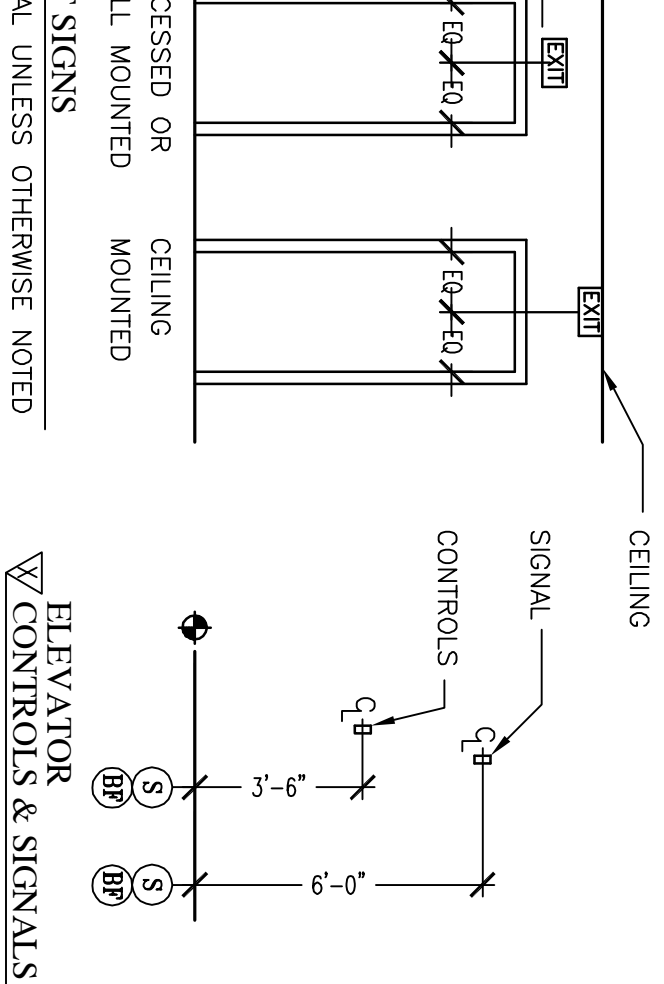 EXIT
EQ
EQ
CESSED OR
LL MOUNTED
T SIGNS
AL UNLESS OTHERWISE NOTED
EXIT
EQ
EQ
CEILING
MOUNTED
CEILING
SIGNAL
CONTROLS
CL
CL
3'-6"
6'-0"
S
BF
S
BF
ELEVATOR
CONTROLS & SIGNALS